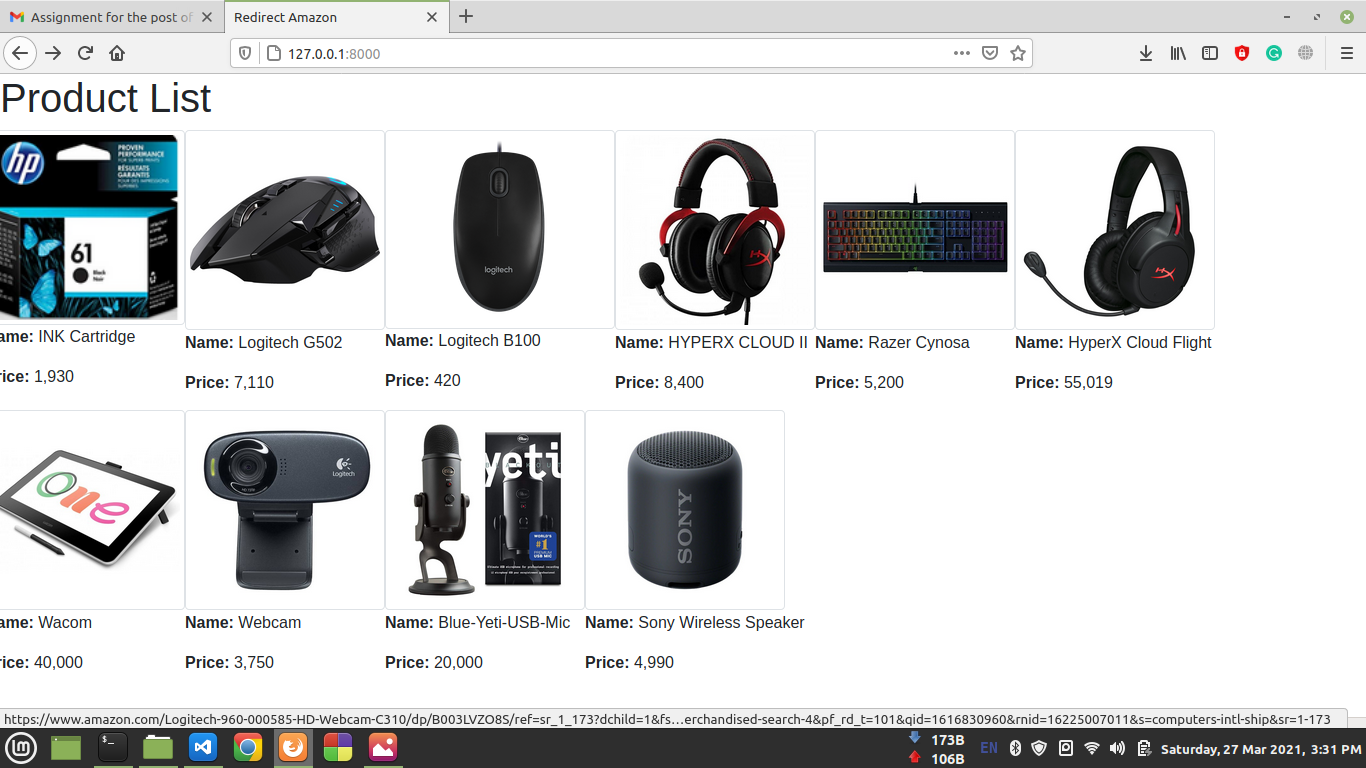 Assignment for the post of
Redirect Amazon
127.0.0.1:8000
Product List
hp
PROVEN
PERFORMANCE
RÉSULTATS
GARANTIS
61
Black
Noir
logitech
HX
HX
ame: INK Cartridge
Name: Logitech G502
Name: Logitech B100
Name: HYPERX CLOUD II
Name: Razer Cynosa
Name: HyperX Cloud Flight
rice: 1,930
Price: 7,110
Price: 420
Price: 8,400
Price: 5,200
Price: 55,019
one
Logitech
yeti
WORLD'S
#1
PREMIUM
USB MIC
SONY
ame: Wacom
Name: Webcam
Name: Blue-Yeti-USB-Mic
Name: Sony Wireless Speaker
rice: 40,000
Price: 3,750
Price: 20,000
Price: 4,990
https://www.amazon.com/Logitech-960-000585-HD-Webcam-C310/dp/B003LVZO8S/ref=sr_1_173?dchild=1&fs…erchandised-search-4&pf_rd_t=101&qid=1616830960&rnid=16225007011&s=computers-intl-ship&sr=1-173
173B
106B
EN
Saturday, 27 Mar 2021, 3:31 PM